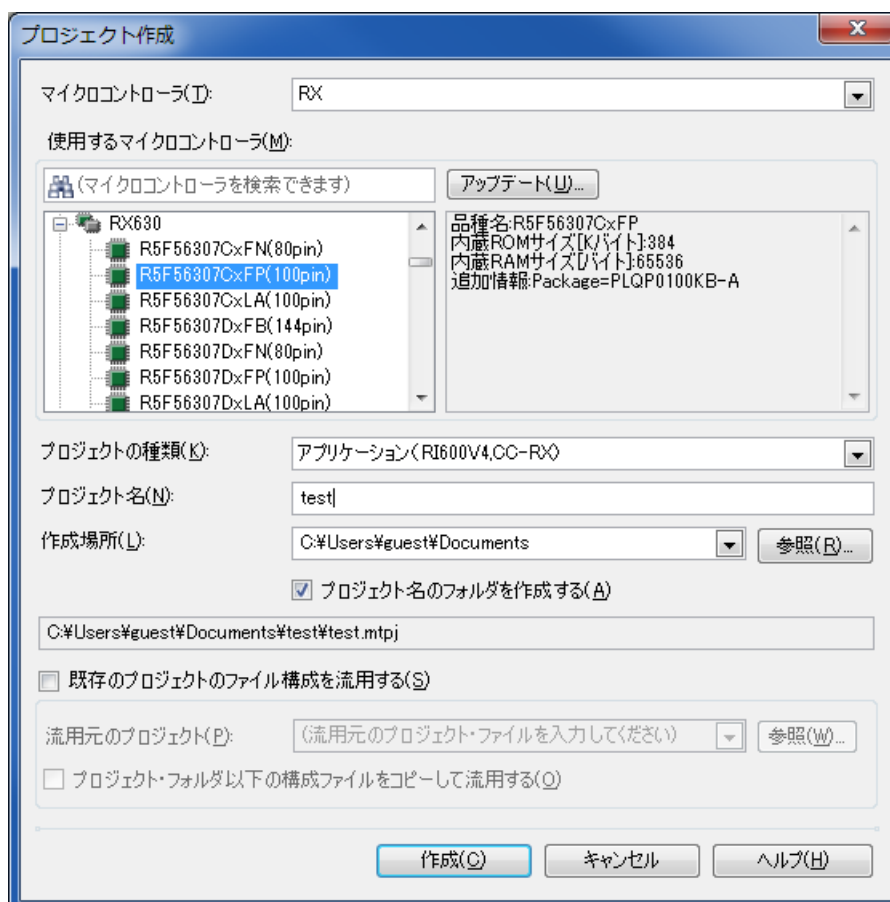 プロジェクト作成
マイクロコントローラ(T): RX
使用するマイクロコントローラ(M):
(マイクロコントローラを検索できます) アップデート(U)...
RX630
R5F56307CxFN(80pin)
R5F56307CxFP(100pin)
R5F56307CxLA(100pin)
R5F56307DxFB(144pin)
R5F56307DxFN(80pin)
R5F56307DxFP(100pin)
R5F56307DxLA(100pin)
品種名:R5F56307CxFP
内蔵ROMサイズ[Kバイト]:384
内蔵RAMサイズ[バイト]:65536
追加情報:Package=PLQP0100KB-A
プロジェクトの種類(K): アプリケーション(RI600V4,CC-RX)
プロジェクト名(N): test
作成場所(L): C:¥Users¥guest¥Documents 参照(R)...
プロジェクト名のフォルダを作成する(A)
C:¥Users¥guest¥Documents¥test¥test.mtpj
既存のプロジェクトのファイル構成を流用する(S)
流用元のプロジェクト(P): (流用元のプロジェクト・ファイルを入力してください) 参照(W)...
プロジェクト・フォルダ以下の構成ファイルをコピーして流用する(O)
作成(C) キャンセル ヘルプ(H)